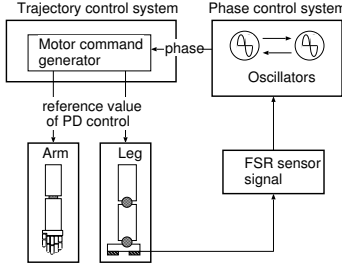 Trajectory control system
Phase control system
Motor command
generator
phase
Oscillators
reference value
of PD control
Arm
Leg
FSR sensor
signal